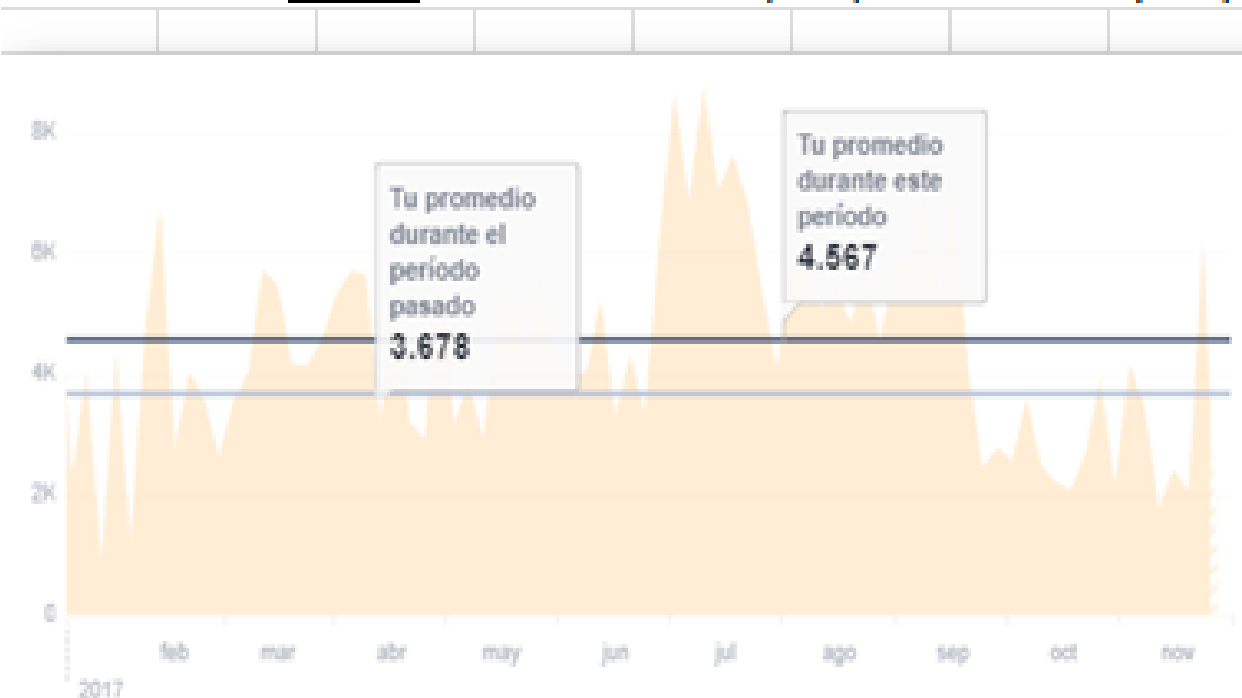 8K
6K
4K
2K
0
Tu promedio
durante el
período
pasado
3.678
Tu promedio
durante este
período
4.567
feb
mar
abr
may
jun
jul
ago
sep
oct
nov
2017